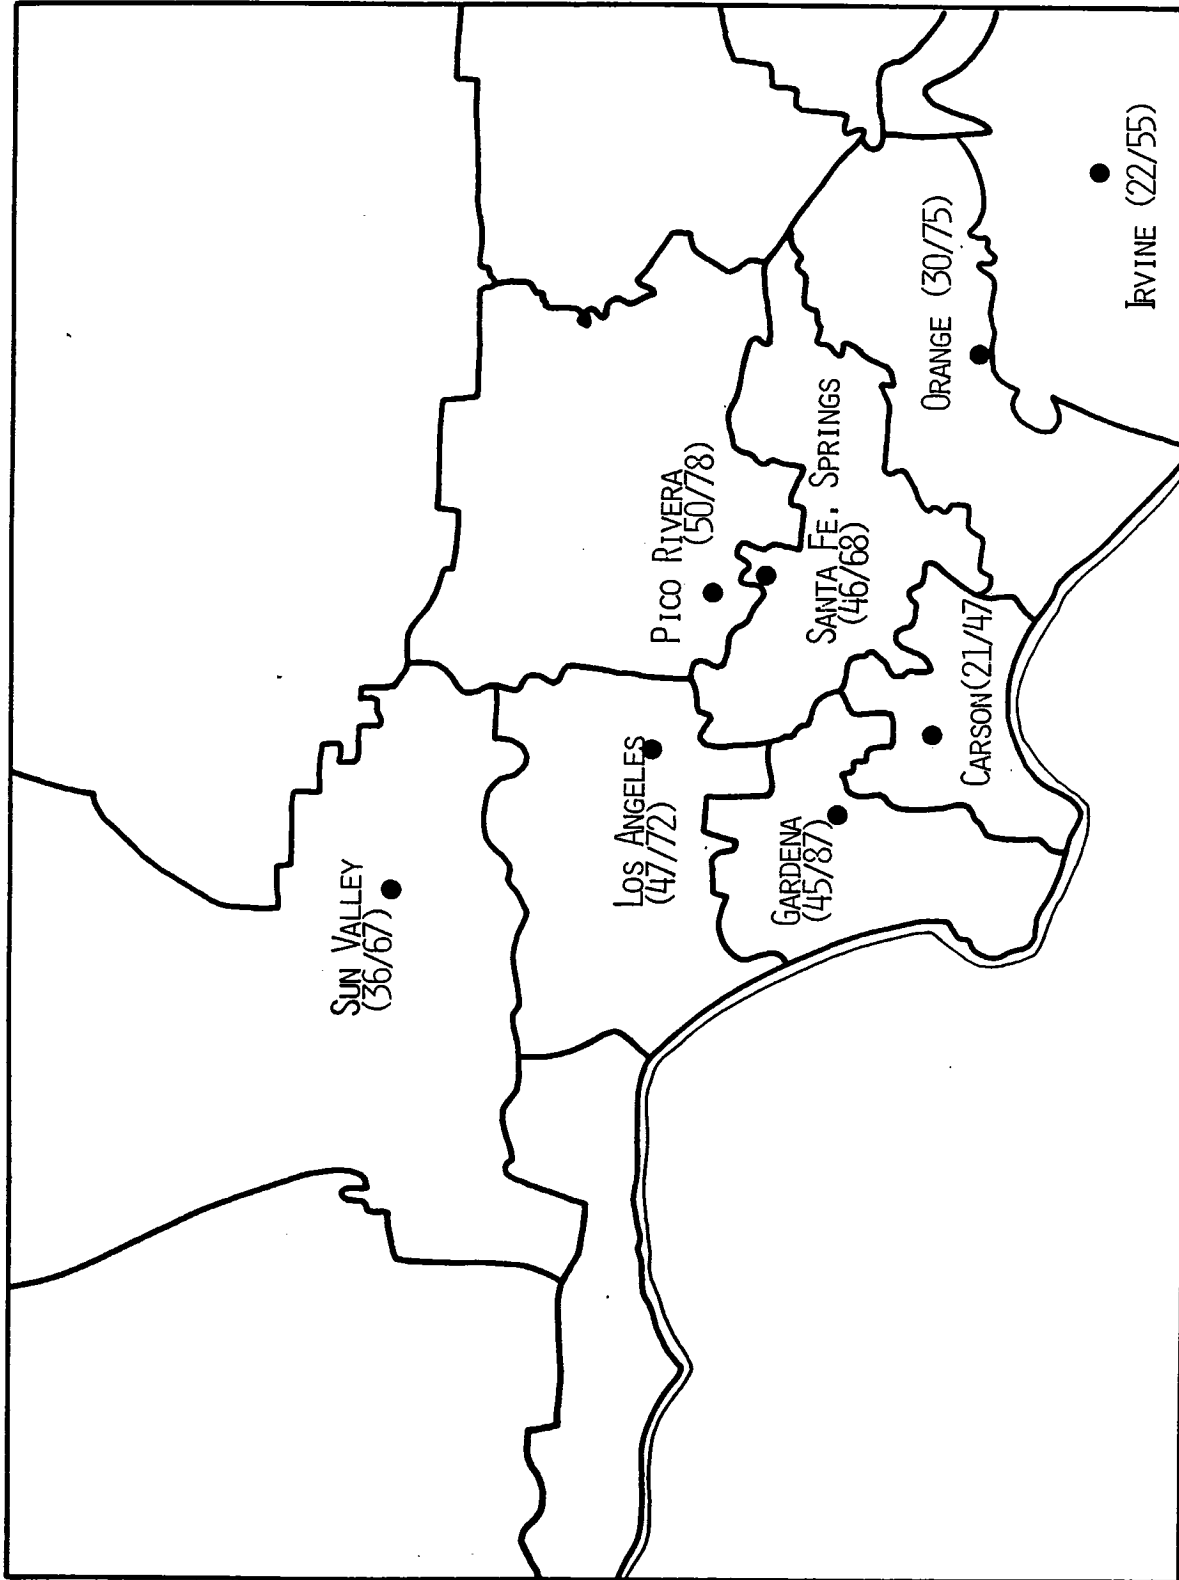 SUN VALLEY
(36/67)
LOS ANGELES
(47/72)
PICO RIVERA
(50/78)
GARDENA
(45/87)
SANTA FE. SPRINGS
(46/68)
CARSON(21/47
ORANGE (30/75)
IRVINE (22/55)